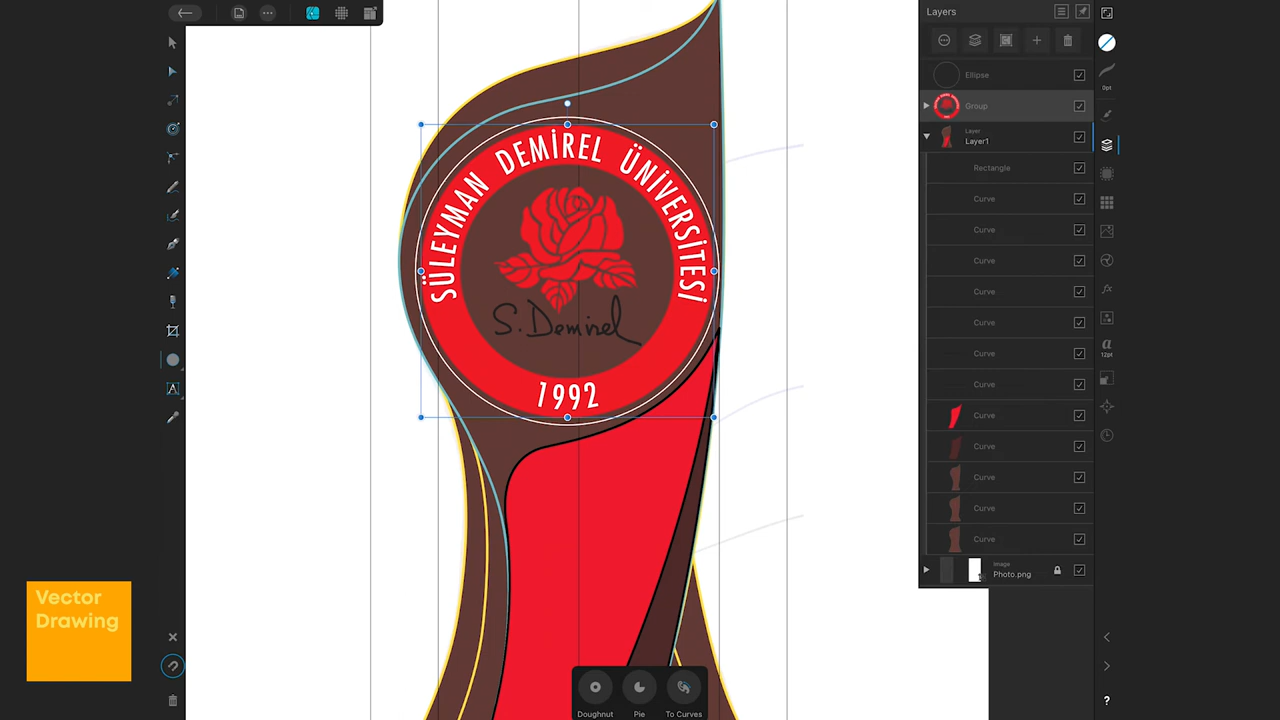 Layers
Ellipse
0pt
Group
Layer
Layer1
Rectangle
Curve
Curve
Curve
Curve
Curve
a
12pt
Curve
Curve
Curve
Curve
Curve
Curve
Curve
Image
Photo.png
?
A
SÜLEYMAN DEMİREL ÜNİVERSİTESİ
S. Demirel
1992
Vector
Drawing
Doughnut
Pie
To Curves